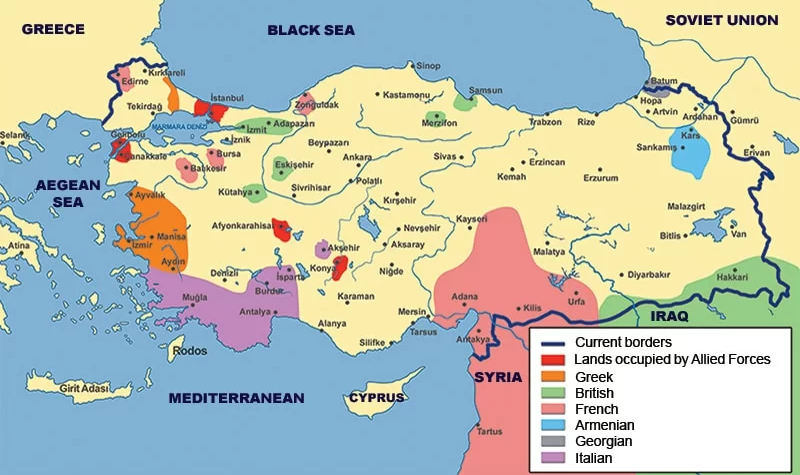 GREECE
BLACK SEA
SOVIET UNION
Sinop
Kırklareli
Edirne
Batum
Hopa
Artvin
Ardahan
Gümrü
İstanbul
Zonguldak
Kastamonu
Samsun
Tekirdağ
MARMARA DENİZİ
İzmit
Adapazarı
Merzifon
Trabzon
Rize
Kars
Sarıkamış
Erivan
Selanik
Gelibolu
Çanakkale
İznik
Bursa
Beypazarı
Ankara
Sivas
Erzincan
Kemah
Erzurum
Balıkesir
Eskişehir
Polatlı
Sivrihisar
Kütahya
AEGEAN
SEA
Ayvalık
Kırşehir
Malazgirt
Afyonkarahisar
Nevşehir
Kayseri
Bitlis
Van
İzmir
Manisa
Akşehir
Aksaray
Malatya
Atina
Aydın
Denizli
Isparta
Konya
Niğde
Diyarbakır
Hakkari
Burdur
Muğla
Antalya
Karaman
Mersin
Adana
Kilis
Urfa
IRAQ
Alanya
Silifke
Tarsus
Antakya
Rodos
SYRIA
Girit Adası
MEDITERRANEAN
CYPRUS
Tartus
Current borders
Lands occupied by Allied Forces
Greek
British
French
Armenian
Georgian
Italian